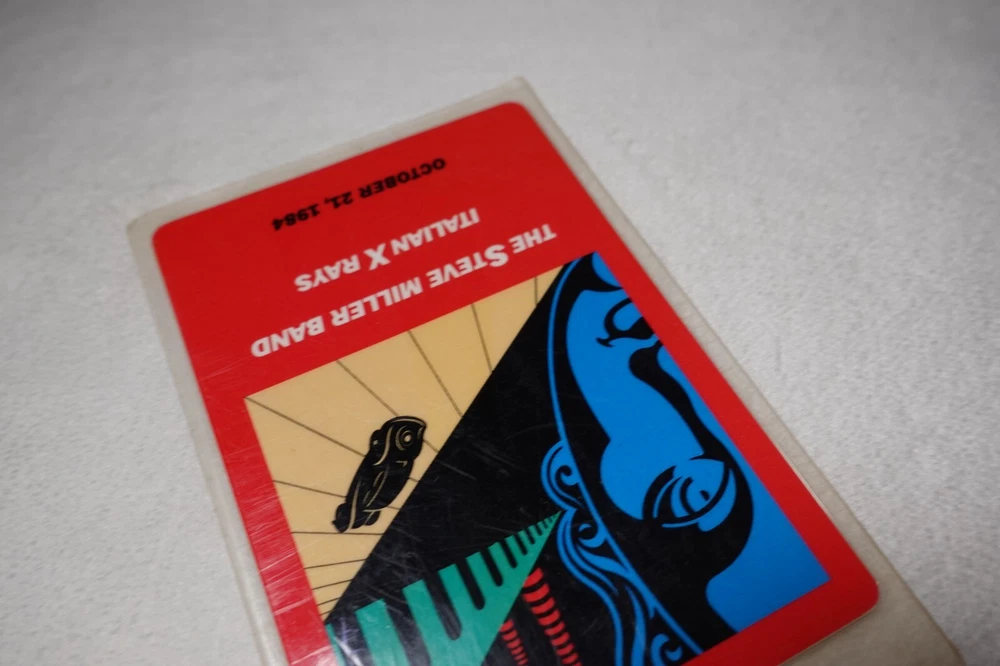 THE STEVE MILLER BAND
ITALIAN X RAYS
OCTOBER 21, 1984